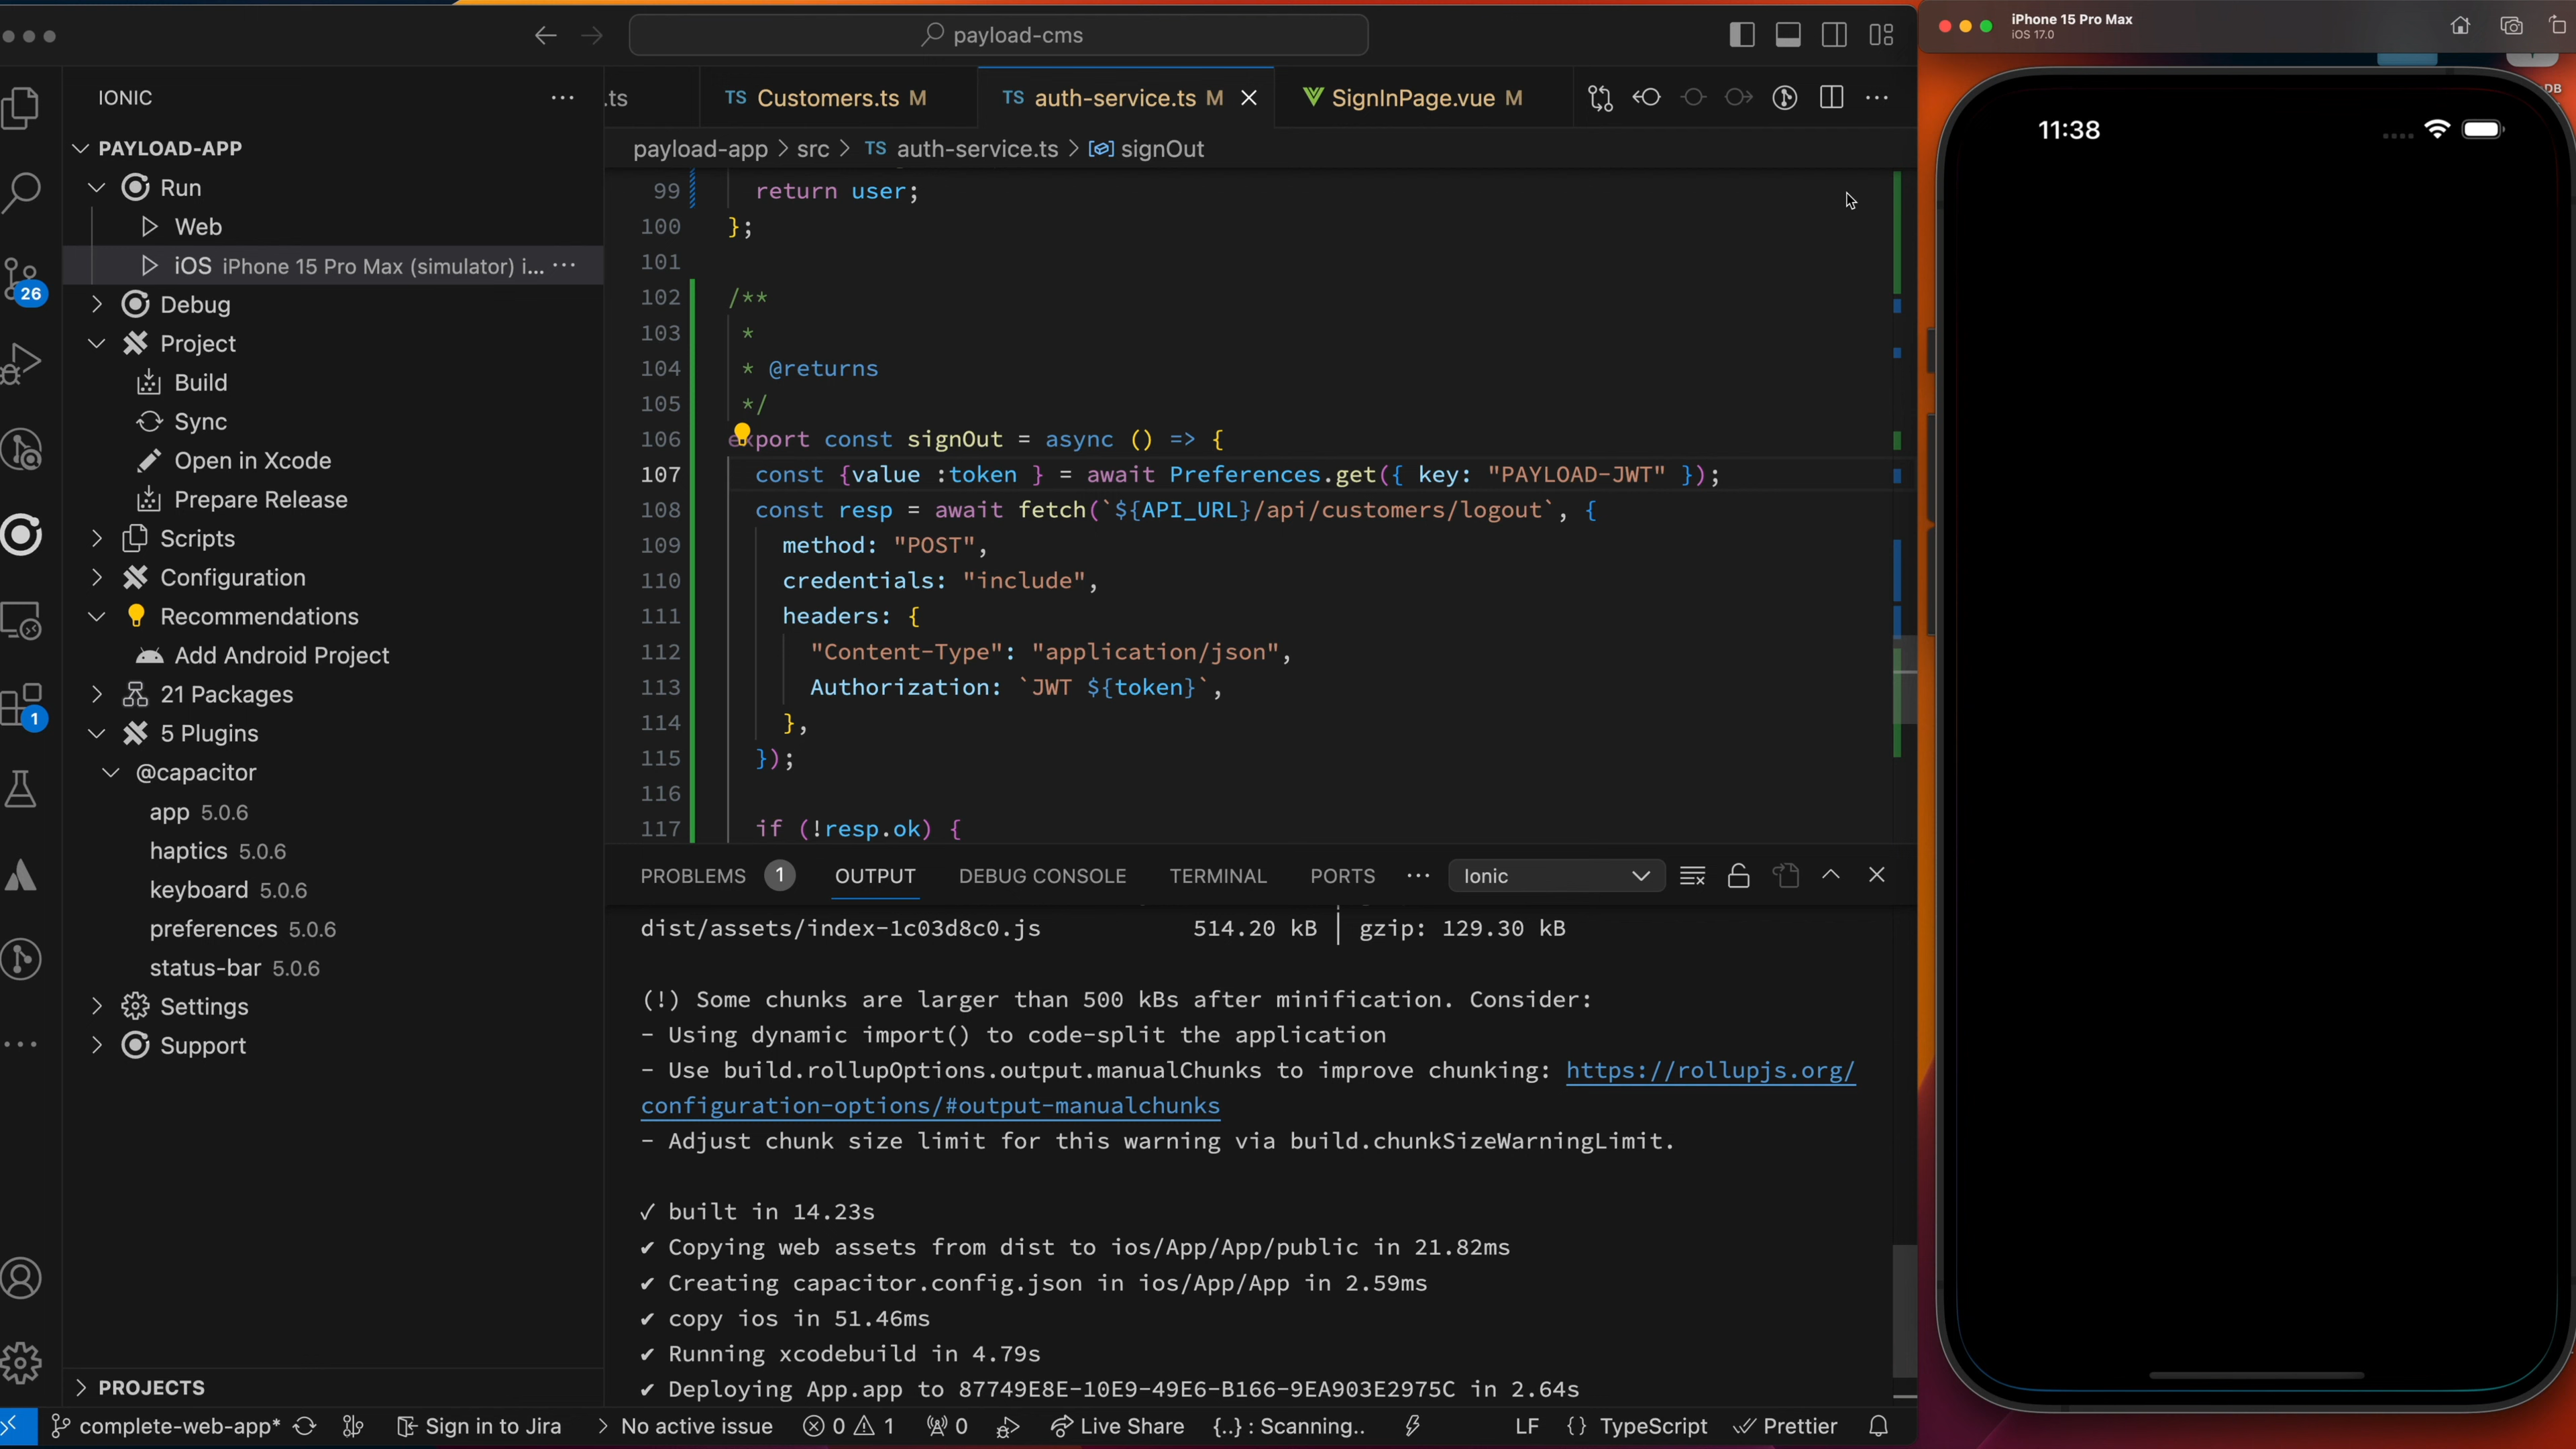 payload-cms
iPhone 15 Pro Max
iOS 17.0
IONIC
.ts
TS Customers.ts M
TS auth-service.ts M
SignInPage.vue M
DB
payload-app > src > TS auth-service.ts > signOut
11:38
PAYLOAD-APP
Run
Web
iOS iPhone 15 Pro Max (simulator) i... ...
Debug
Project
Build
Sync
Open in Xcode
Prepare Release
Scripts
Configuration
Recommendations
Add Android Project
21 Packages
5 Plugins
@capacitor
app 5.0.6
haptics 5.0.6
keyboard 5.0.6
preferences 5.0.6
status-bar 5.0.6
Settings
Support
PROJECTS
26
1
99 return user;
100 };
101
102 /**
103 *
104 * @returns
105 */
106 export const signOut = async () => {
107 const {value :token } = await Preferences.get({ key: "PAYLOAD-JWT" });
108 const resp = await fetch(`${API_URL}/api/customers/logout`, {
109 method: "POST",
110 credentials: "include",
111 headers: {
112 "Content-Type": "application/json",
113 Authorization: `JWT ${token}`,
114 },
115 });
116
117 if (!resp.ok) {
PROBLEMS 1 OUTPUT DEBUG CONSOLE TERMINAL PORTS ... Ionic
dist/assets/index-1c03d8c0.js 514.20 kB | gzip: 129.30 kB
(!) Some chunks are larger than 500 kBs after minification. Consider:
- Using dynamic import() to code-split the application
- Use build.rollupOptions.output.manualChunks to improve chunking: https://rollupjs.org/
configuration-options/#output-manualchunks
- Adjust chunk size limit for this warning via build.chunkSizeWarningLimit.
✓ built in 14.23s
✔ Copying web assets from dist to ios/App/App/public in 21.82ms
✔ Creating capacitor.config.json in ios/App/App in 2.59ms
✔ copy ios in 51.46ms
✔ Running xcodebuild in 4.79s
✔ Deploying App.app to 87749E8E-10E9-49E6-B166-9EA903E2975C in 2.64s
complete-web-app* Sign in to Jira > No active issue 0 1 0 Live Share {..} : Scanning.. LF {} TypeScript Prettier